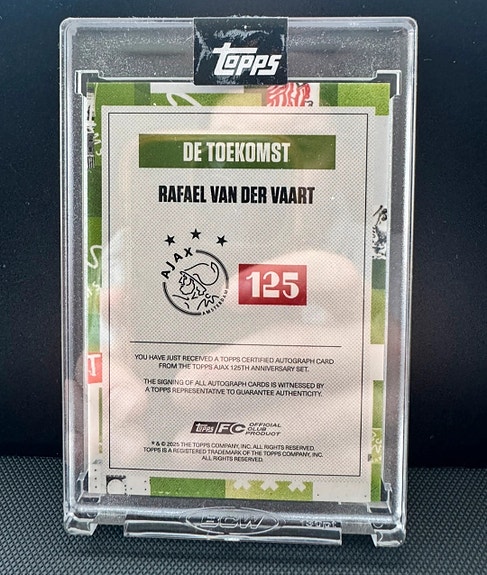 TOPPS
DE TOEKOMST
RAFAEL VAN DER VAART
AJAX
AMSTERDAM
125
YOU HAVE JUST RECEIVED A TOPPS CERTIFIED AUTOGRAPH CARD
FROM THE TOPPS AJAX 125TH ANNIVERSARY SET.
THE SIGNING OF ALL AUTOGRAPH CARDS IS WITNESSED BY
A TOPPS REPRESENTATIVE TO GUARANTEE AUTHENTICITY.
TOPPS FC OFFICIAL
CLUB
PRODUCT
® & © 2025 THE TOPPS COMPANY, INC. ALL RIGHTS RESERVED.
TOPPS IS A REGISTERED TRADEMARK OF THE TOPPS COMPANY, INC.
ALL RIGHTS RESERVED.
BCW